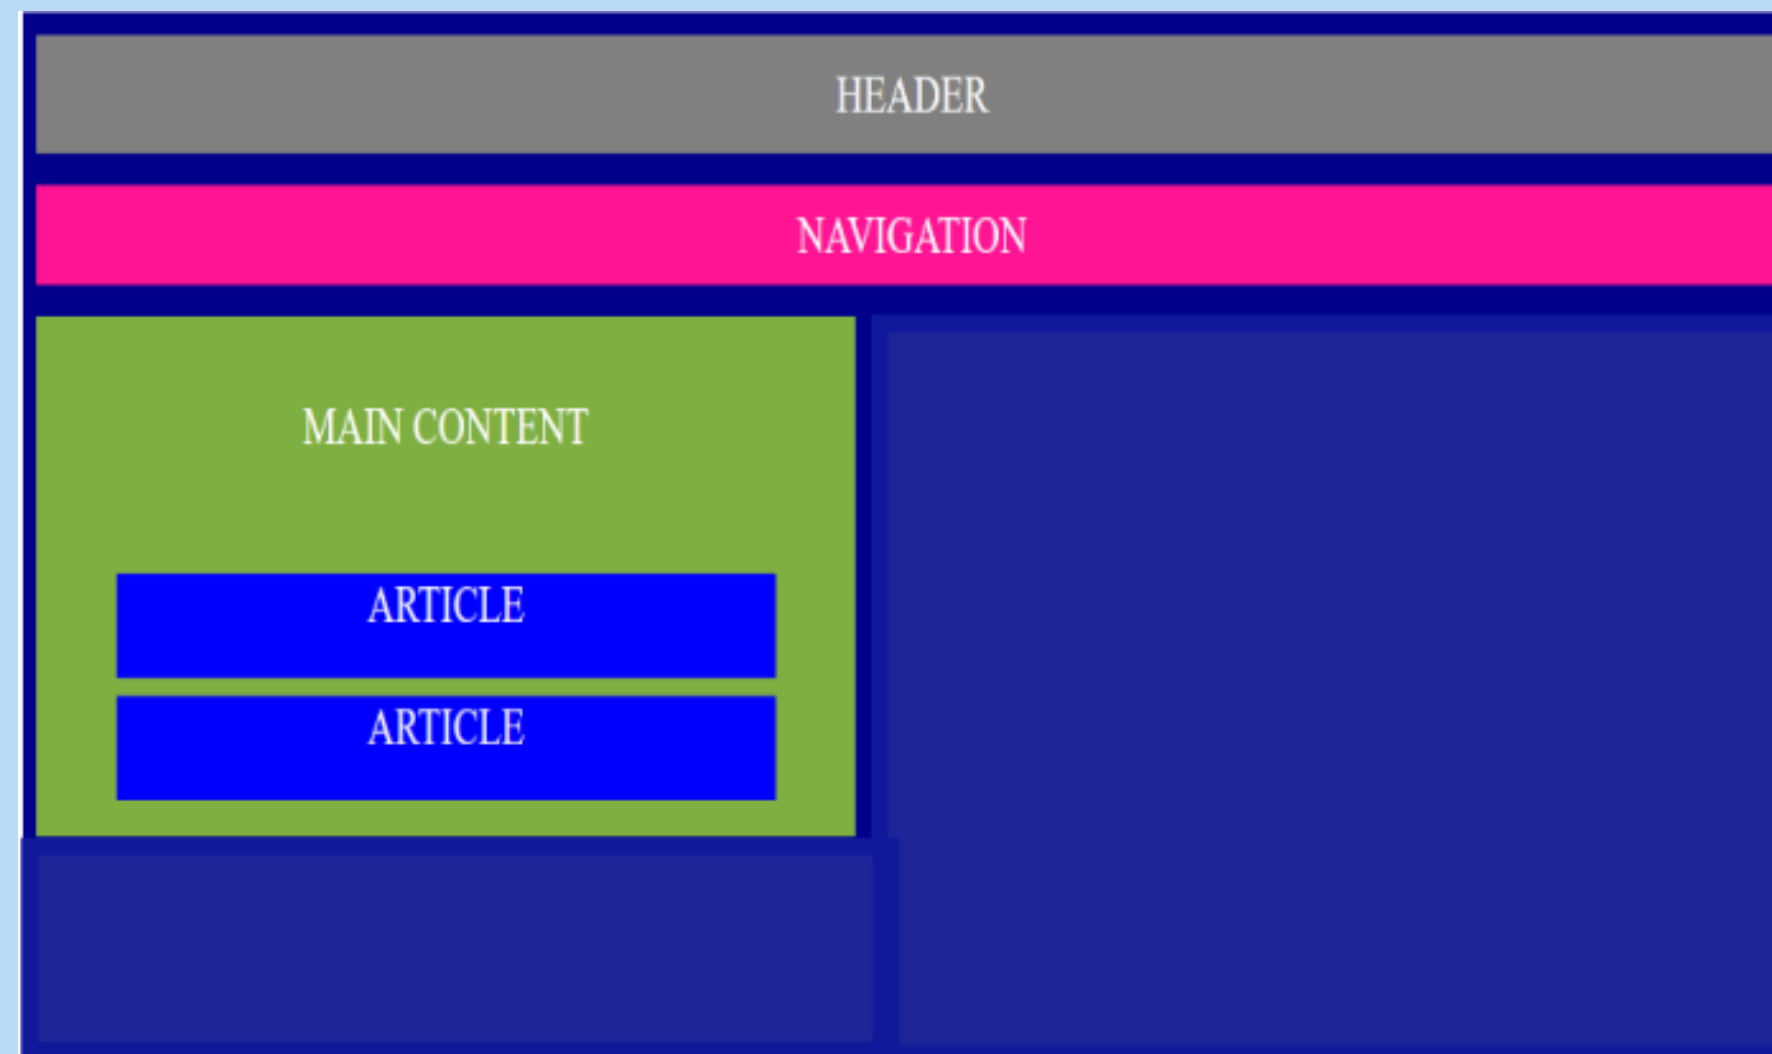 HEADER
NAVIGATION
MAIN CONTENT
ARTICLE
ARTICLE